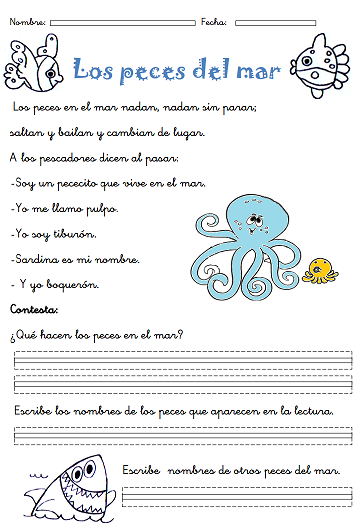 Nombre: Fecha:
Los peces del mar
Los peces en el mar nadan, nadan sin parar;
saltan y bailan y cambian de lugar.
A los pescadores dicen al pasar:
-Soy un pececito que vive en el mar.
-Yo me llamo pulpo.
-Yo soy tiburón.
-Sardina es mi nombre.
- Y yo boquerón.
Contesta:
¿Qué hacen los peces en el mar?
Escribe los nombres de los peces que aparecen en la lectura.
Escribe nombres de otros peces del mar.